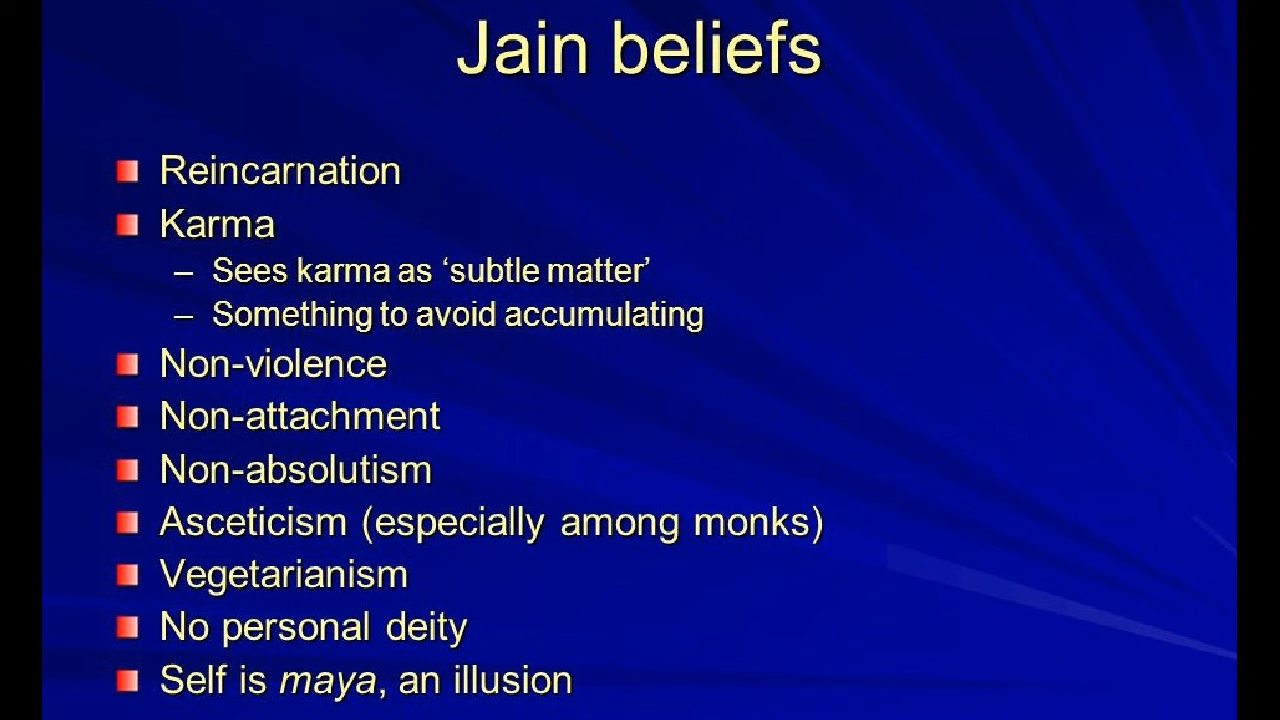 Jain beliefs
Reincarnation
Karma
– Sees karma as ‘subtle matter’
– Something to avoid accumulating
Non-violence
Non-attachment
Non-absolutism
Asceticism (especially among monks)
Vegetarianism
No personal deity
Self is maya, an illusion